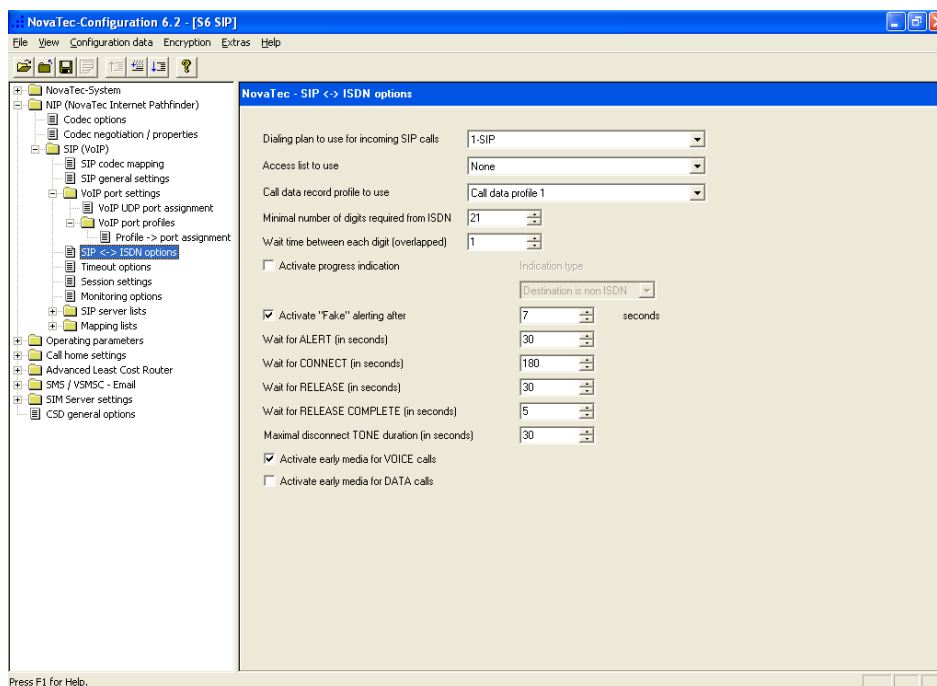 NovaTec-Configuration 6.2 - [S6 SIP]
File View Configuration data Encryption Extras Help
NovaTec-System
NIP (NovaTec Internet Pathfinder)
Codec options
Codec negotiation / properties
SIP (VoIP)
SIP codec mapping
SIP general settings
VoIP port settings
VoIP UDP port assignment
VoIP port profiles
Profile -> port assignment
SIP <-> ISDN options
Timeout options
Session settings
Monitoring options
SIP server lists
Mapping lists
Operating parameters
Call home settings
Advanced Least Cost Router
SMS / VSMSC - Email
SIM Server settings
CSD general options
NovaTec - SIP <-> ISDN options
Dialing plan to use for incoming SIP calls 1-SIP
Access list to use None
Call data record profile to use Call data profile 1
Minimal number of digits required from ISDN 21
Wait time between each digit (overlapped) 1
Activate progress indication Indication type
Destination is non ISDN
Activate "Fake" alerting after 7 seconds
Wait for ALERT (in seconds) 30
Wait for CONNECT (in seconds) 180
Wait for RELEASE (in seconds) 30
Wait for RELEASE COMPLETE (in seconds) 5
Maximal disconnect TONE duration (in seconds) 30
Activate early media for VOICE calls
Activate early media for DATA calls
Press F1 for Help.